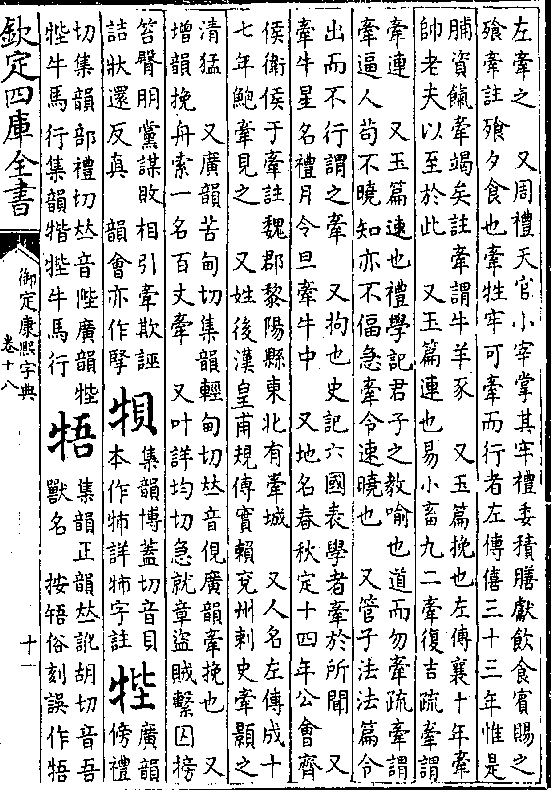 左牽之　又周禮天官小宰掌其牢禮委積膳獻飲食賓賜之
飱牽註飱夕食也牽牲牢可牽而行者左傳僖三十三年惟是
脯資餼牽竭矣註牽謂牛羊豕　又玉篇挽也左傳襄十年牽
帥老夫以至於此　又玉篇連也易小畜九二牽復吉疏牽謂
牽連　又玉篇速也禮學記君子之教喻也道而勿牽疏牽謂
牽逼人苟不曉知亦不偪急牽令速曉也　又管子法法篇令
出而不行謂之牽　又拘也史記六國表學者牽於所聞　又
牽牛星名禮月令旦牽牛中　又地名春秋定十四年公會齊
侯衛侯于牽註魏郡黎陽縣東北有牽城　又人名左傳成十
七年鮑牽見之　又姓後漢皇甫規傳實賴兖州刺史牽顥之
清猛　又廣韻苦甸切集韻輕甸切𠀤音俔廣韻牽挽也　又
增韻挽舟索一名百丈牽　又叶詳均切急就章盜賊繫囚搒
笞臀朋黨謀敗相引牽欺誣
詰狀還反真　韻會亦作掔
牰 集韻博蓋切音貝
本作㸬詳㸬字註
牲 廣韻
傍禮
切集韻部禮切𠀤音陛廣韻㸡
㸡牛馬行集韻㸵㸡牛馬行
牾 集韻正韻𠀤訛胡切音吾
獸名　按㹳俗刻誤作牾
欽定四庫全書
御定康熙字典
卷十八
十一